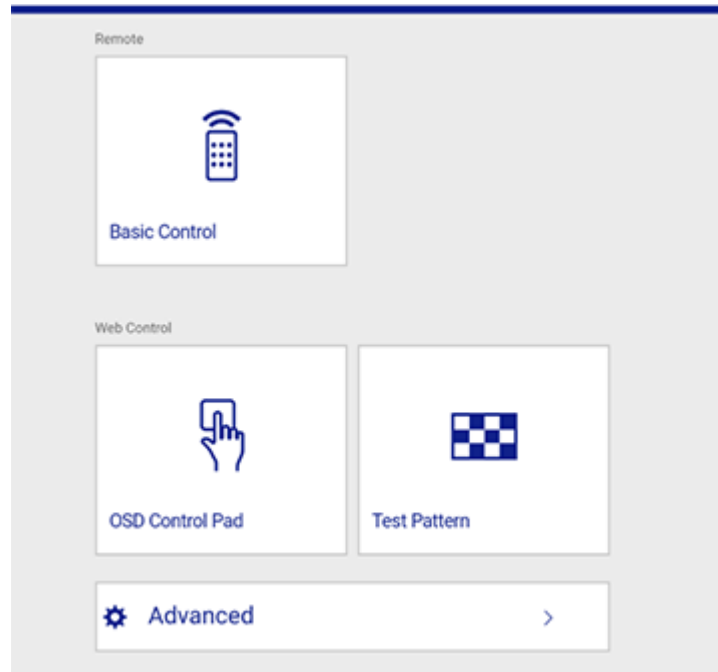 Remote
Basic Control
Web Control
OSD Control Pad
Test Pattern
Advanced